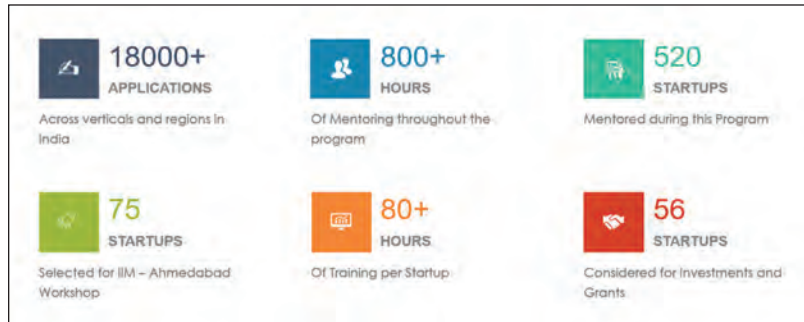 18000+
APPLICATIONS
Across verticals and regions in
India
800+
HOURS
Of Mentoring throughout the
program
520
STARTUPS
Mentored during this Program
75
STARTUPS
Selected for IIM – Ahmedabad
Workshop
80+
HOURS
Of Training per Startup
56
STARTUPS
Considered for Investments and
Grants